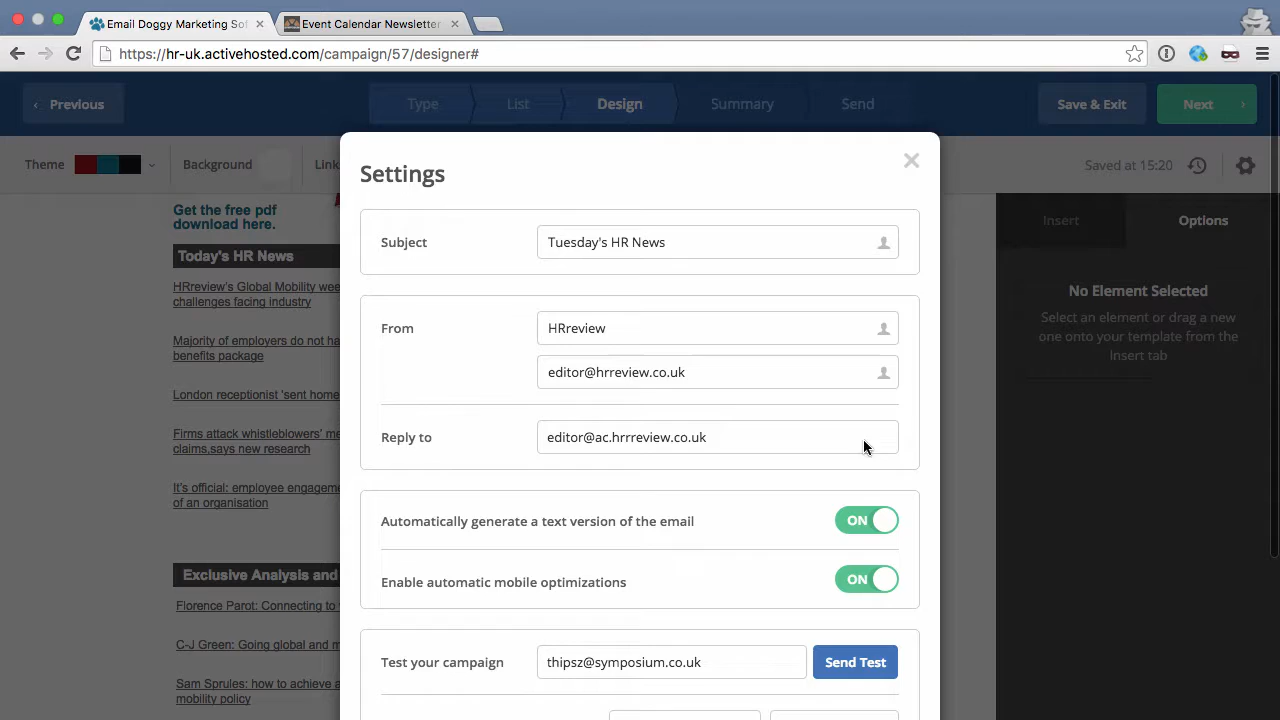 Email Doggy Marketing Sof
Event Calendar Newsletter
https://hr-uk.activehosted.com/campaign/57/designer#
Previous
Type
List
Design
Summary
Send
Save & Exit
Next
Theme
Background
Link
Saved at 15:20
Get the free pdf
download here.
Today's HR News
HRreview's Global Mobility wee
challenges facing industry
Majority of employers do not ha
benefits package
London receptionist 'sent home
Firms attack whistleblowers' me
claims,says new research
It's official: employee engageme
of an organisation
Exclusive Analysis and
Florence Parot: Connecting to
C-J Green: Going global and m
Sam Sprules: how to achieve a
mobility policy
Settings
Subject
Tuesday's HR News
From
HRreview
editor@hrreview.co.uk
Reply to
editor@ac.hrrreview.co.uk
Automatically generate a text version of the email
ON
Enable automatic mobile optimizations
ON
Test your campaign
thipsz@symposium.co.uk
Send Test
Insert
Options
No Element Selected
Select an element or drag a new
one onto your template from the
Insert tab